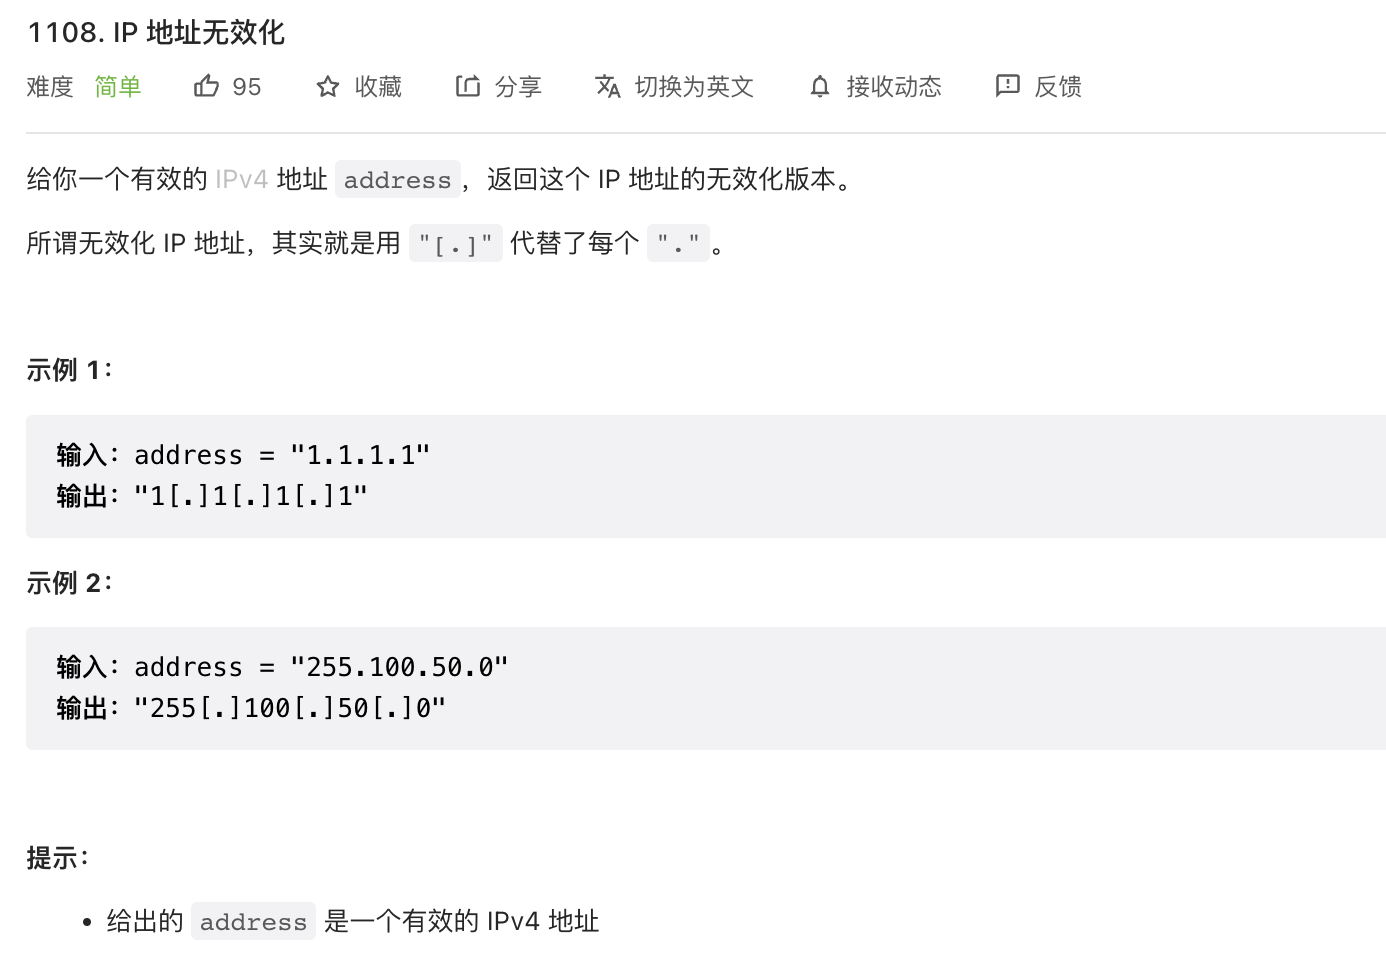 1108. IP 地址无效化
难度 简单 95 收藏 分享 切换为英文 接收动态 反馈
给你一个有效的 IPv4 地址 address，返回这个 IP 地址的无效化版本。
所谓无效化 IP 地址，其实就是用 "[.]" 代替了每个 "."。
示例 1：
输入：address = "1.1.1.1"
输出："1[.]1[.]1[.]1"
示例 2：
输入：address = "255.100.50.0"
输出："255[.]100[.]50[.]0"
提示：
• 给出的 address 是一个有效的 IPv4 地址